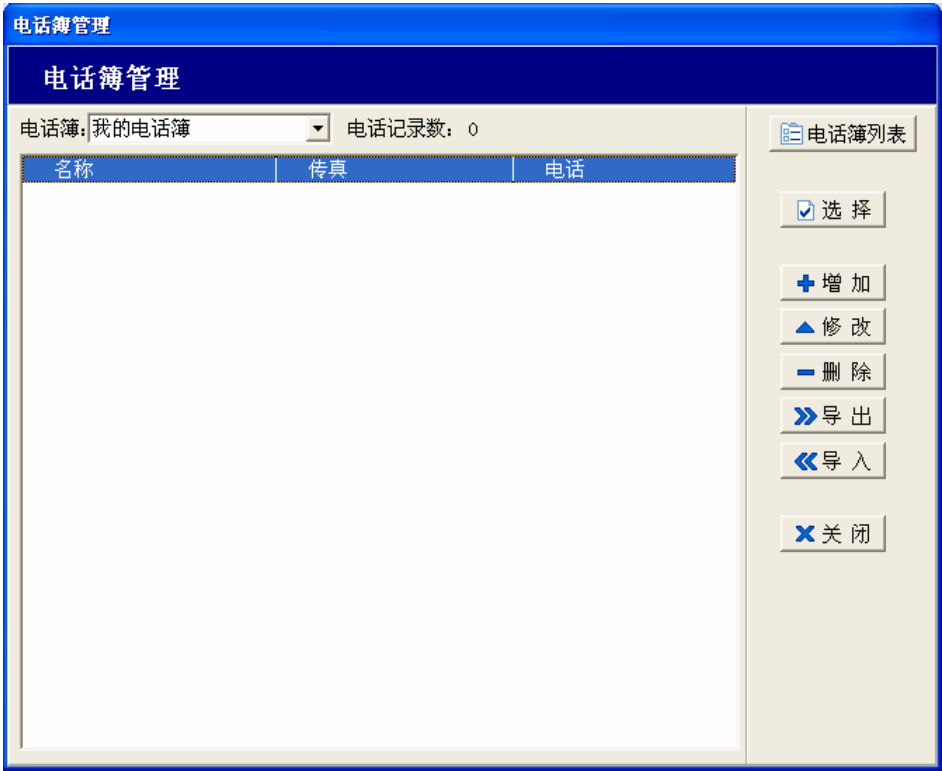 电话簿管理
电话簿管理
电话簿: 我的电话簿 电话记录数: 0
名称 传真 电话
电话簿列表
选 择
增 加
修 改
删 除
导 出
导 入
关 闭